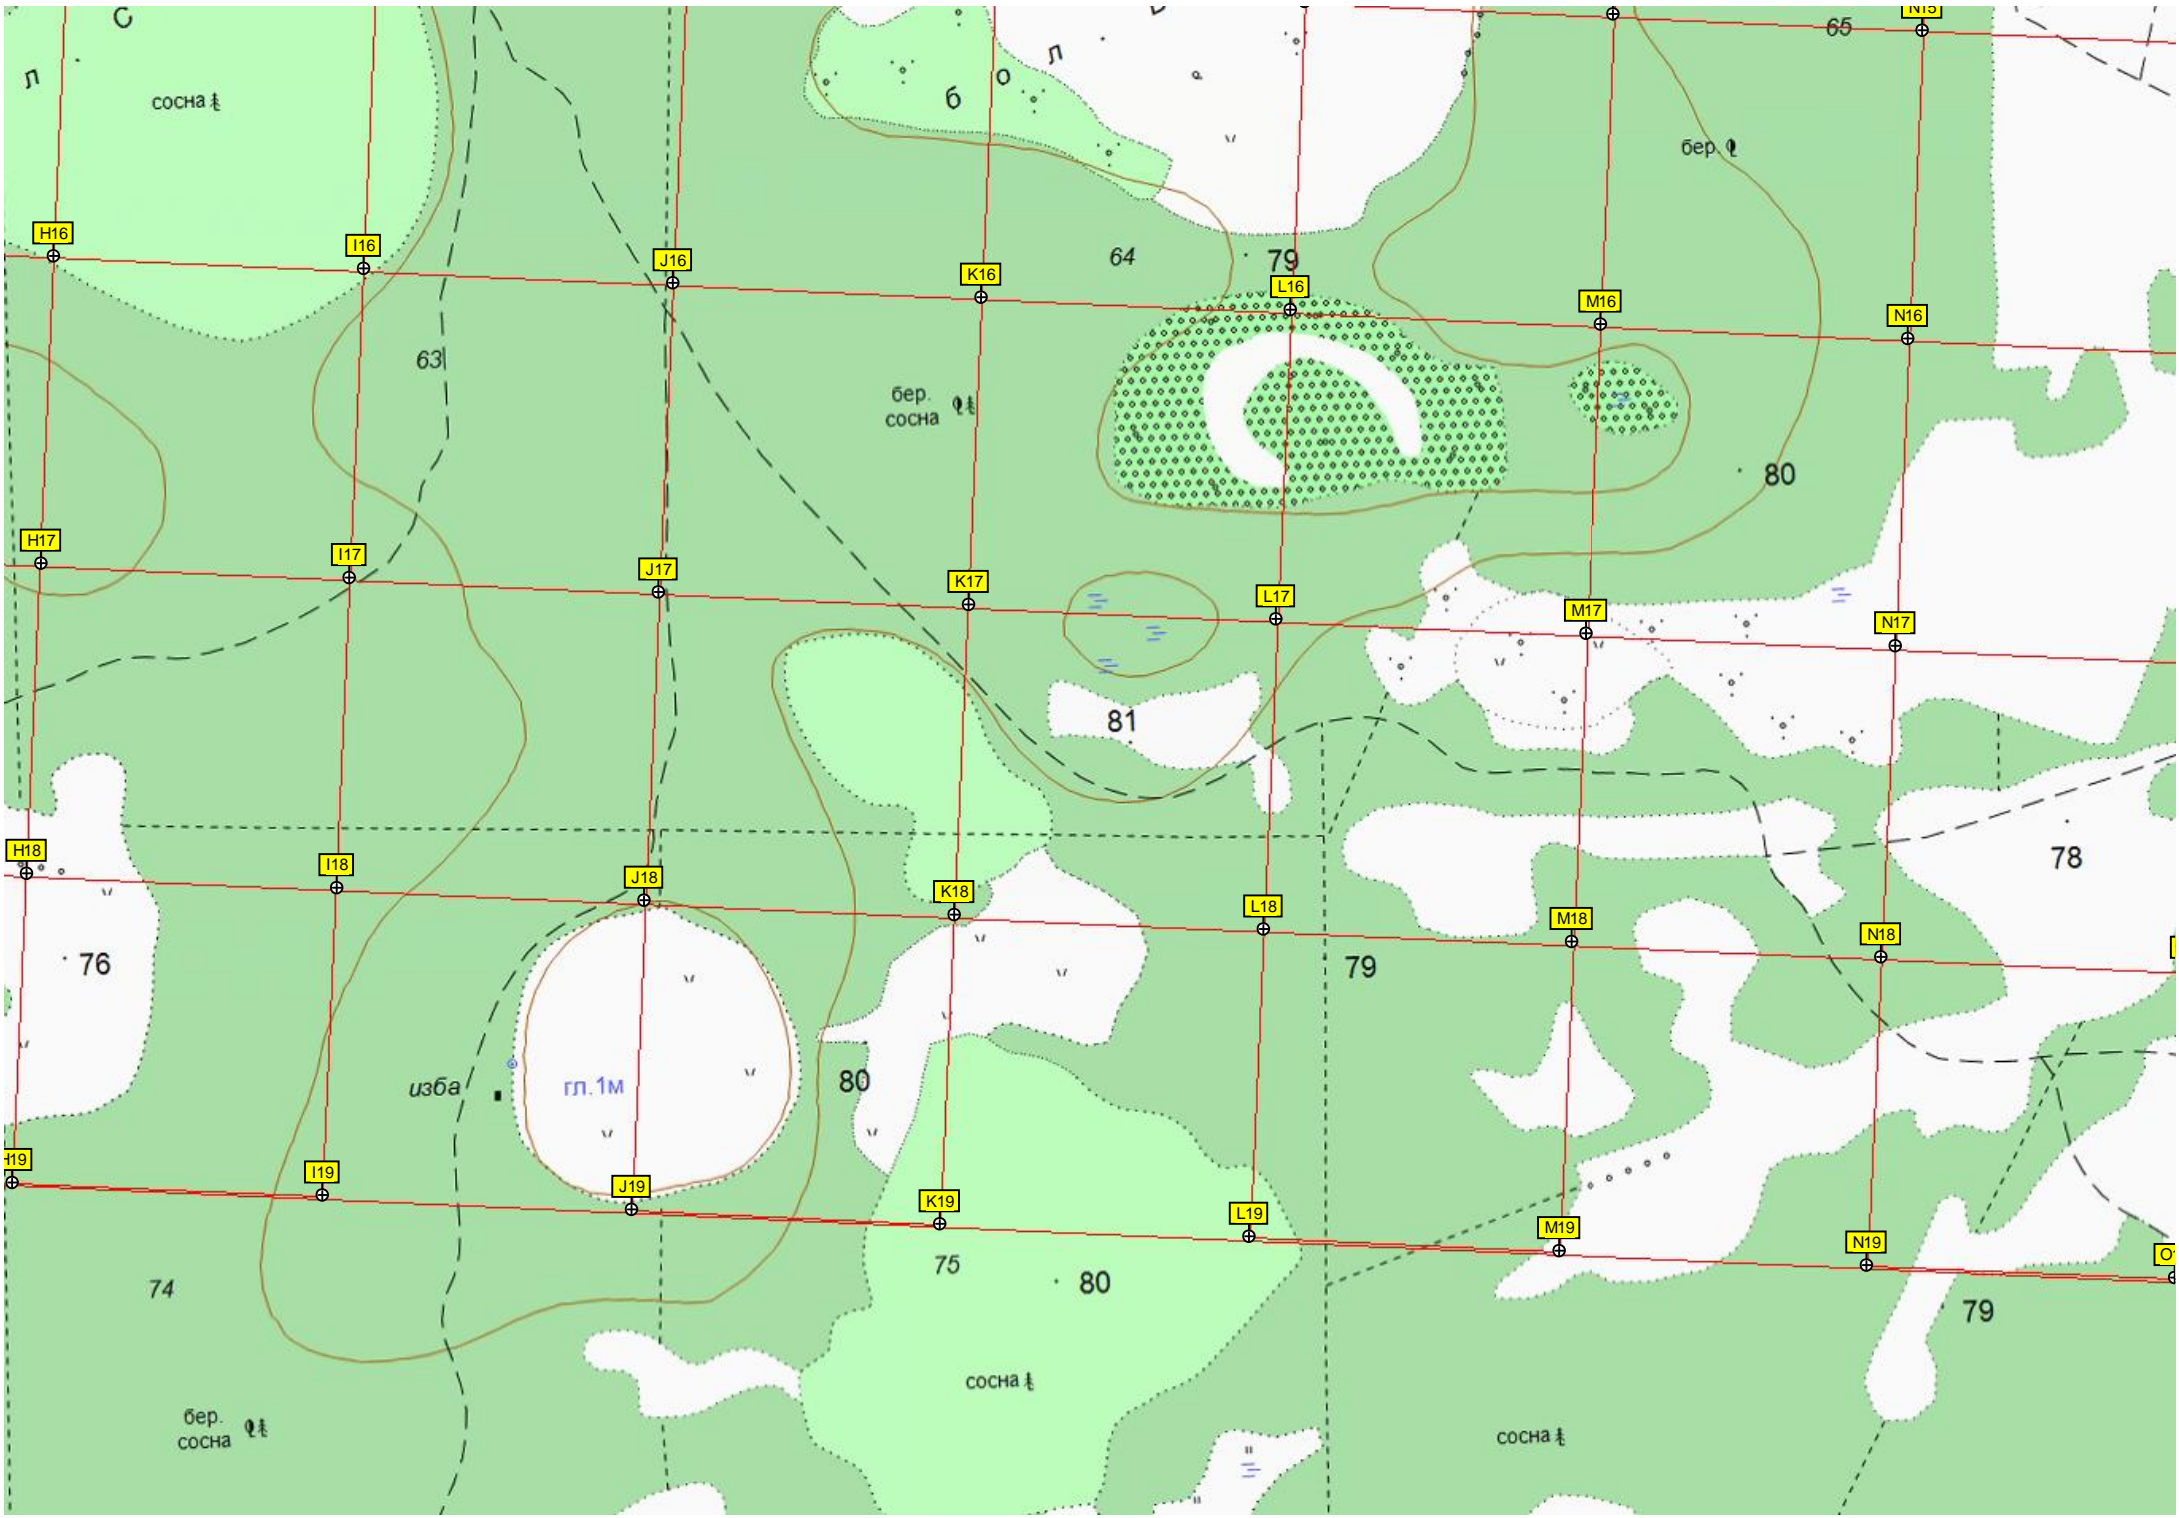 С
л
сосна
б
о
л
65
N15
бер.
H16
I16
J16
K16
64
79
L16
M16
N16
63
бер.
сосна
80
H17
I17
J17
K17
L17
M17
N17
81
H18
I18
J18
K18
L18
M18
N18
78
76
79
изба
гл.1м
80
H19
I19
J19
K19
L19
M19
N19
74
75
80
79
сосна
бер.
сосна
сосна